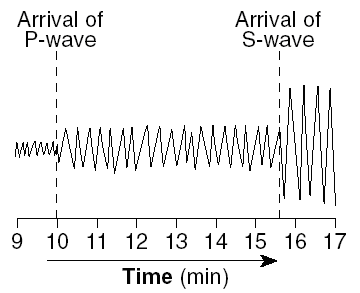 Arrival of
P-wave
Arrival of
S-wave
9 10 11 12 13 14 15 16 17
Time (min)